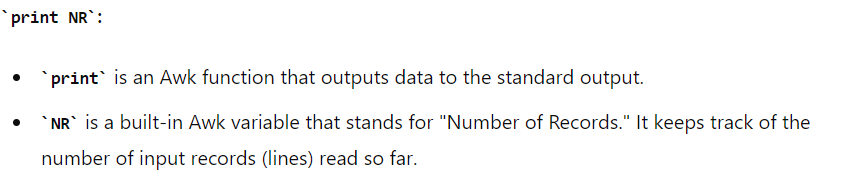 `print NR`:
• `print` is an Awk function that outputs data to the standard output.
• `NR` is a built-in Awk variable that stands for "Number of Records." It keeps track of the
number of input records (lines) read so far.